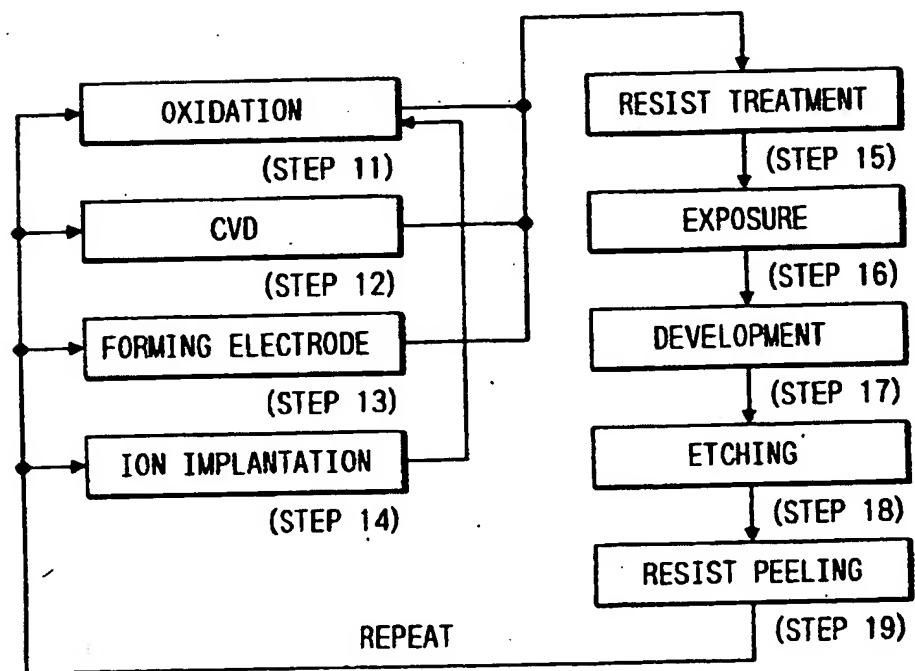 OXIDATION
(STEP 11)
CVD
(STEP 12)
FORMING ELECTRODE
(STEP 13)
ION IMPLANTATION
(STEP 14)
RESIST TREATMENT
(STEP 15)
EXPOSURE
(STEP 16)
DEVELOPMENT
(STEP 17)
ETCHING
(STEP 18)
RESIST PEELING
(STEP 19)
REPEAT